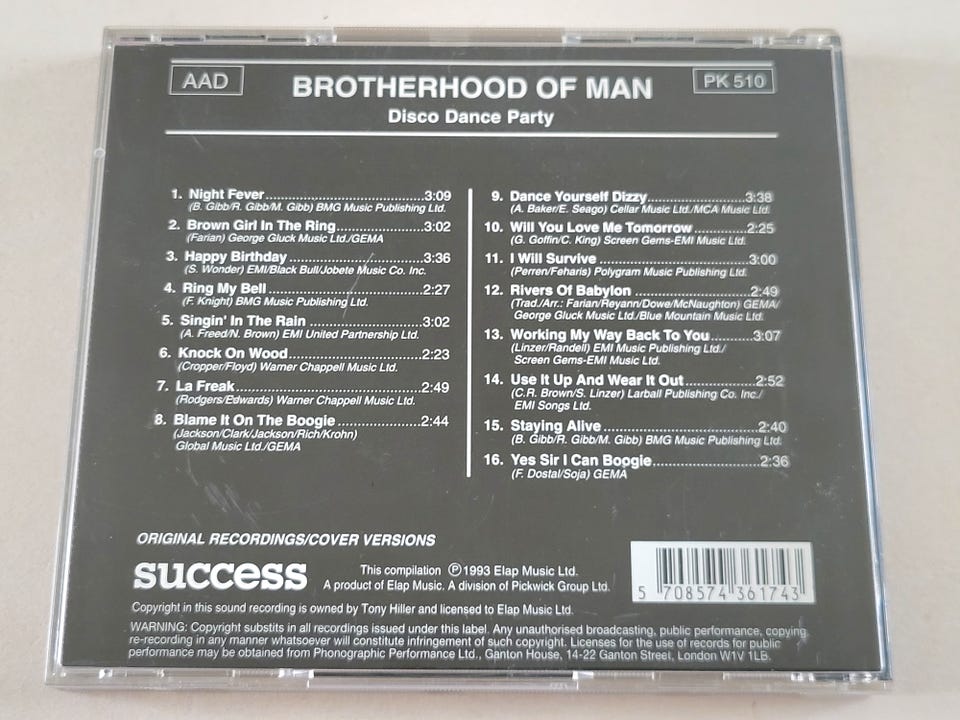 AAD
BROTHERHOOD OF MAN
PK 510
Disco Dance Party
1. Night Fever..........3:09
(B. Gibb/R. Gibb/M. Gibb) BMG Music Publishing Ltd.
2. Brown Girl In The Ring..........3:02
(Farian) George Gluck Music Ltd./GEMA
3. Happy Birthday..........3:36
(S. Wonder) EMI/Black Bull/Jobete Music Co. Inc.
4. Ring My Bell..........2:27
(F. Knight) BMG Music Publishing Ltd.
5. Singin' In The Rain..........3:02
(A. Freed/N. Brown) EMI United Partnership Ltd.
6. Knock On Wood..........2:23
(Cropper/Floyd) Warner Chappell Music Ltd.
7. La Freak..........2:49
(Rodgers/Edwards) Warner Chappell Music Ltd.
8. Blame It On The Boogie..........2:44
(Jackson/Clark/Jackson/Rich/Krohn)
Global Music Ltd./GEMA
9. Dance Yourself Dizzy..........3:38
(A. Baker/E. Seago) Cellar Music Ltd./MCA Music Ltd.
10. Will You Love Me Tomorrow..........2:25
(G. Goffin/C. King) Screen Gems-EMI Music Ltd.
11. I Will Survive..........3:00
(Perren/Feharis) Polygram Music Publishing Ltd.
12. Rivers Of Babylon..........2:49
(Trad./Arr.: Farian/Reyann/Dowe/McNaughton) GEMA/
George Gluck Music Ltd./Blue Mountain Music Ltd.
13. Working My Way Back To You..........3:07
(Linzer/Randell) EMI Music Publishing Ltd./
Screen Gems-EMI Music Ltd.
14. Use It Up And Wear It Out..........2:52
(C.R. Brown/S. Linzer) Larball Publishing Co. Inc./
EMI Songs Ltd.
15. Staying Alive..........2:40
(B. Gibb/R. Gibb/M. Gibb) BMG Music Publishing Ltd.
16. Yes Sir I Can Boogie..........2:36
(F. Dostal/Soja) GEMA
ORIGINAL RECORDINGS/COVER VERSIONS
success
This compilation ℗1993 Elap Music Ltd.
A product of Elap Music. A division of Pickwick Group Ltd.
5 708574 361743
Copyright in this sound recording is owned by Tony Hiller and licensed to Elap Music Ltd.
WARNING: Copyright substits in all recordings issued under this label. Any unauthorised broadcasting, public performance, copying,
re-recording in any manner whatsoever will constitute infringement of such copyright. Licenses for the use of records for public
performance may be obtained from Phonographic Performance Ltd., Ganton House, 14-22 Ganton Street, London W1V 1LB.